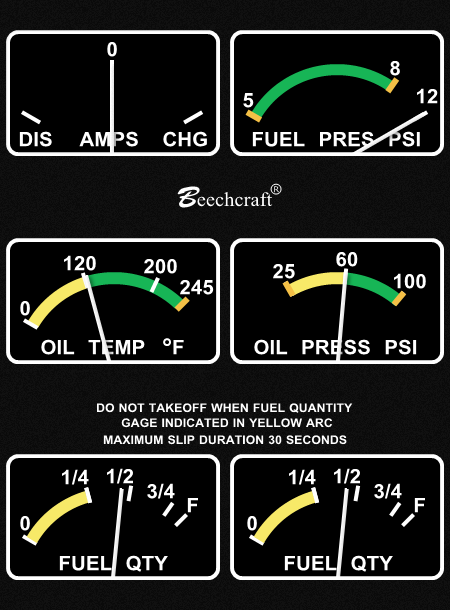 0
DIS AMPS CHG
5 8 12
FUEL PRES PSI
Beechcraft®
0 120 200 245
OIL TEMP °F
25 60 100
OIL PRESS PSI
DO NOT TAKEOFF WHEN FUEL QUANTITY
GAGE INDICATED IN YELLOW ARC
MAXIMUM SLIP DURATION 30 SECONDS
0 1/4 1/2 3/4 F
FUEL QTY
0 1/4 1/2 3/4 F
FUEL QTY